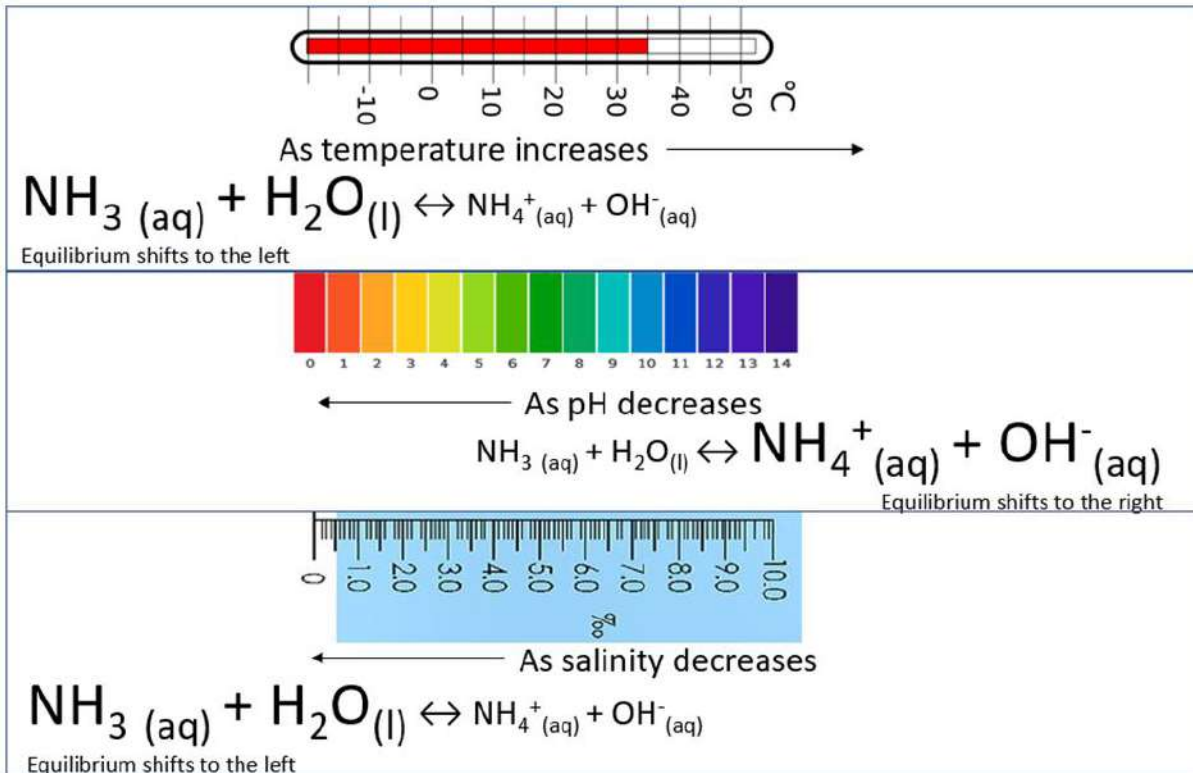 -10 0 10 20 30 40 50 °C
As temperature increases
NH₃ (aq) + H₂O(l) ↔ NH₄⁺(aq) + OH⁻(aq)
Equilibrium shifts to the left
0 1 2 3 4 5 6 7 8 9 10 11 12 13 14
As pH decreases
NH₃ (aq) + H₂O(l) ↔ NH₄⁺(aq) + OH⁻(aq)
Equilibrium shifts to the right
0 1.0 2.0 3.0 4.0 5.0 6.0 7.0 8.0 9.0 10.0
‰
As salinity decreases
NH₃ (aq) + H₂O(l) ↔ NH₄⁺(aq) + OH⁻(aq)
Equilibrium shifts to the left